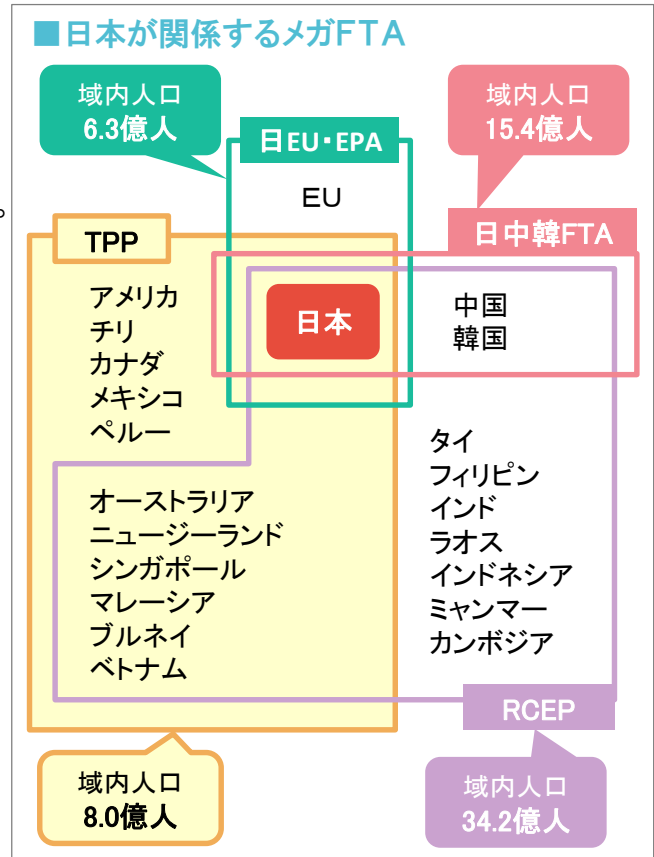 ■日本が関係するメガFTA
域内人口
6.3億人
域内人口
15.4億人
日EU・EPA
EU
。
TPP
日中韓FTA
アメリカ
チリ
カナダ
メキシコ
ペルー
日本
中国
韓国
オーストラリア
ニュージーランド
シンガポール
マレーシア
ブルネイ
ベトナム
タイ
フィリピン
インド
ラオス
インドネシア
ミャンマー
カンボジア
RCEP
域内人口
8.0億人
域内人口
34.2億人